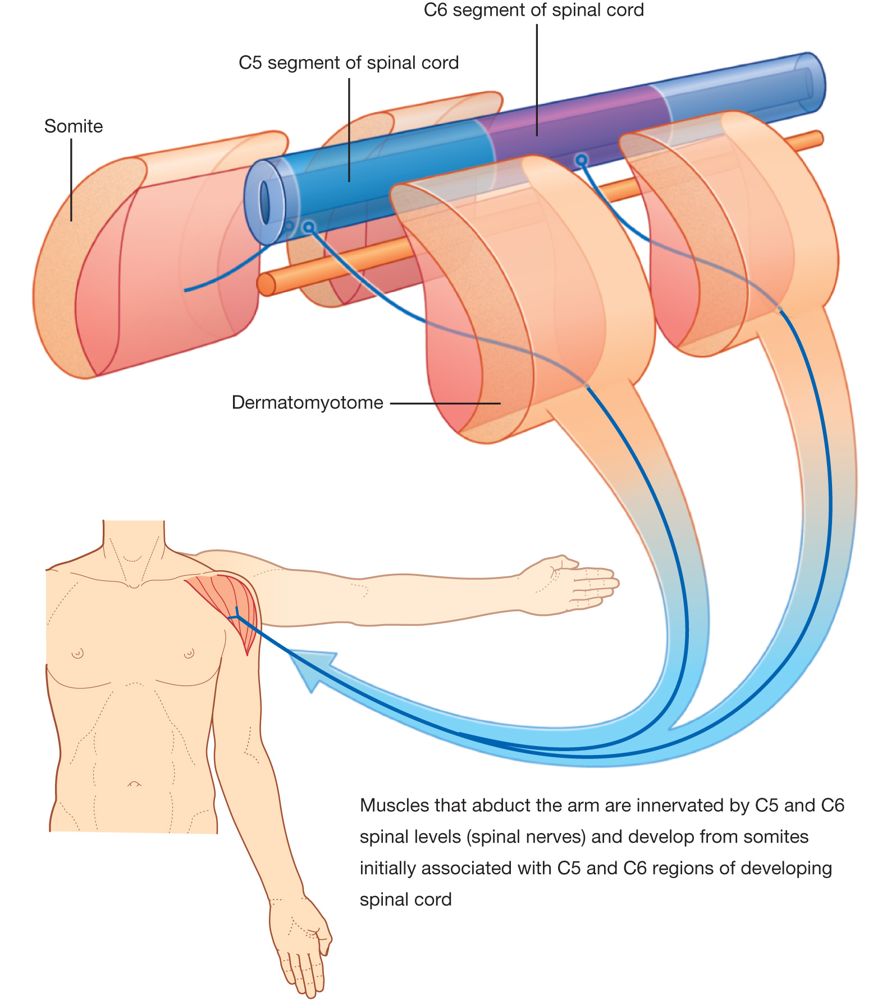 C6 segment of spinal cord
C5 segment of spinal cord
Somite
Dermatomyotome
Muscles that abduct the arm are innervated by C5 and C6
spinal levels (spinal nerves) and develop from somites
initially associated with C5 and C6 regions of developing
spinal cord